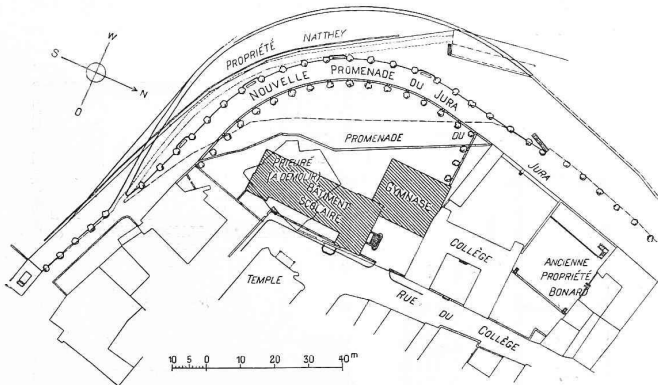 W
S
N
O
PROPRIÉTÉ NATTHEY
NOUVELLE PROMENADE DU JURA
PROMENADE DU JURA
PRIEURÉ
(A DÉMOLIR)
BÂTIMENT
SCOLAIRE
GYMNASE
COLLÈGE
ANCIENNE
PROPRIÉTÉ
BONARD
TEMPLE
RUE DU COLLÈGE
10 5 0 10 20 30 40 m